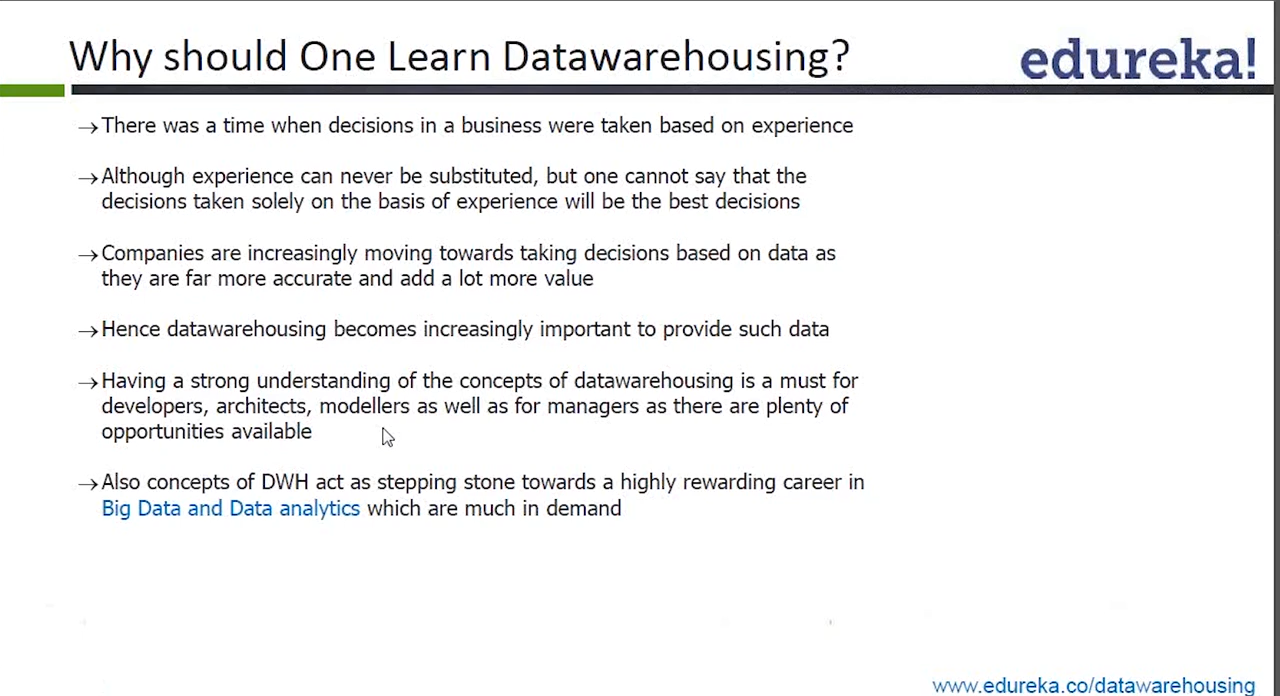 Why should One Learn Datawarehousing?
edureka!
→There was a time when decisions in a business were taken based on experience
→Although experience can never be substituted, but one cannot say that the
decisions taken solely on the basis of experience will be the best decisions
→Companies are increasingly moving towards taking decisions based on data as
they are far more accurate and add a lot more value
→Hence datawarehousing becomes increasingly important to provide such data
→Having a strong understanding of the concepts of datawarehousing is a must for
developers, architects, modellers as well as for managers as there are plenty of
opportunities available
→Also concepts of DWH act as stepping stone towards a highly rewarding career in
Big Data and Data analytics which are much in demand
www.edureka.co/datawarehousing